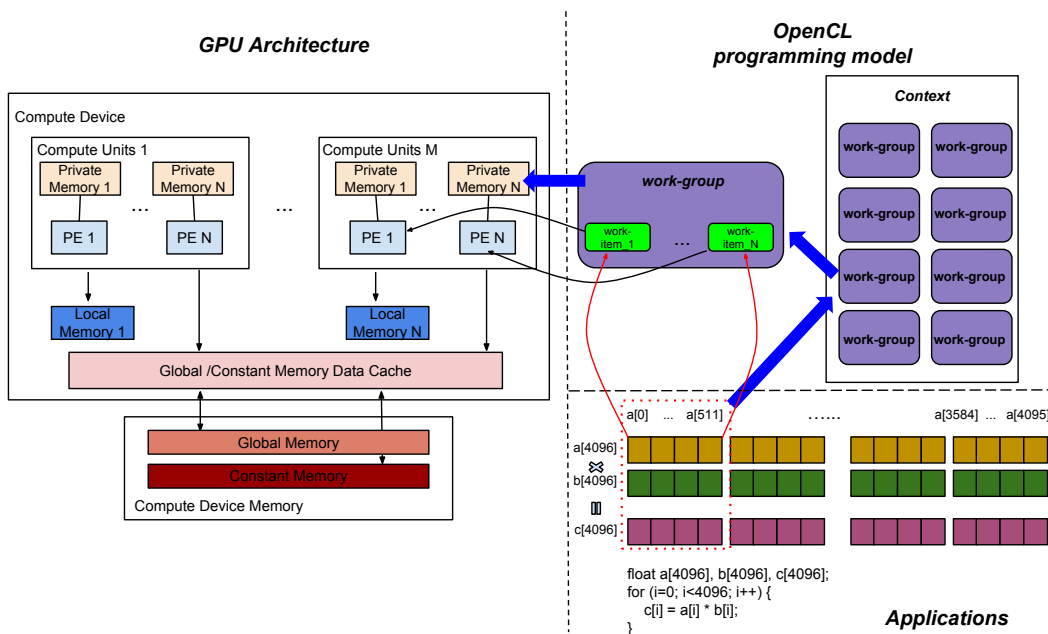 GPU Architecture
Compute Device
Compute Units 1
Private
Memory 1
Private
Memory N
...
PE 1
PE N
...
Compute Units M
Private
Memory 1
Private
Memory N
...
PE 1
PE N
Local
Memory 1
Local
Memory N
Global /Constant Memory Data Cache
Global Memory
Constant Memory
Compute Device Memory
OpenCL
programming model
work-group
work-
item_1
...
work-
item_N
Context
work-group
work-group
work-group
work-group
work-group
work-group
work-group
work-group
a[0] ... a[511] ...... a[3584] ... a[4095]
a[4096]
b[4096]
c[4096]
float a[4096], b[4096], c[4096];
for (i=0; i<4096; i++) {
c[i] = a[i] * b[i];
}
Applications